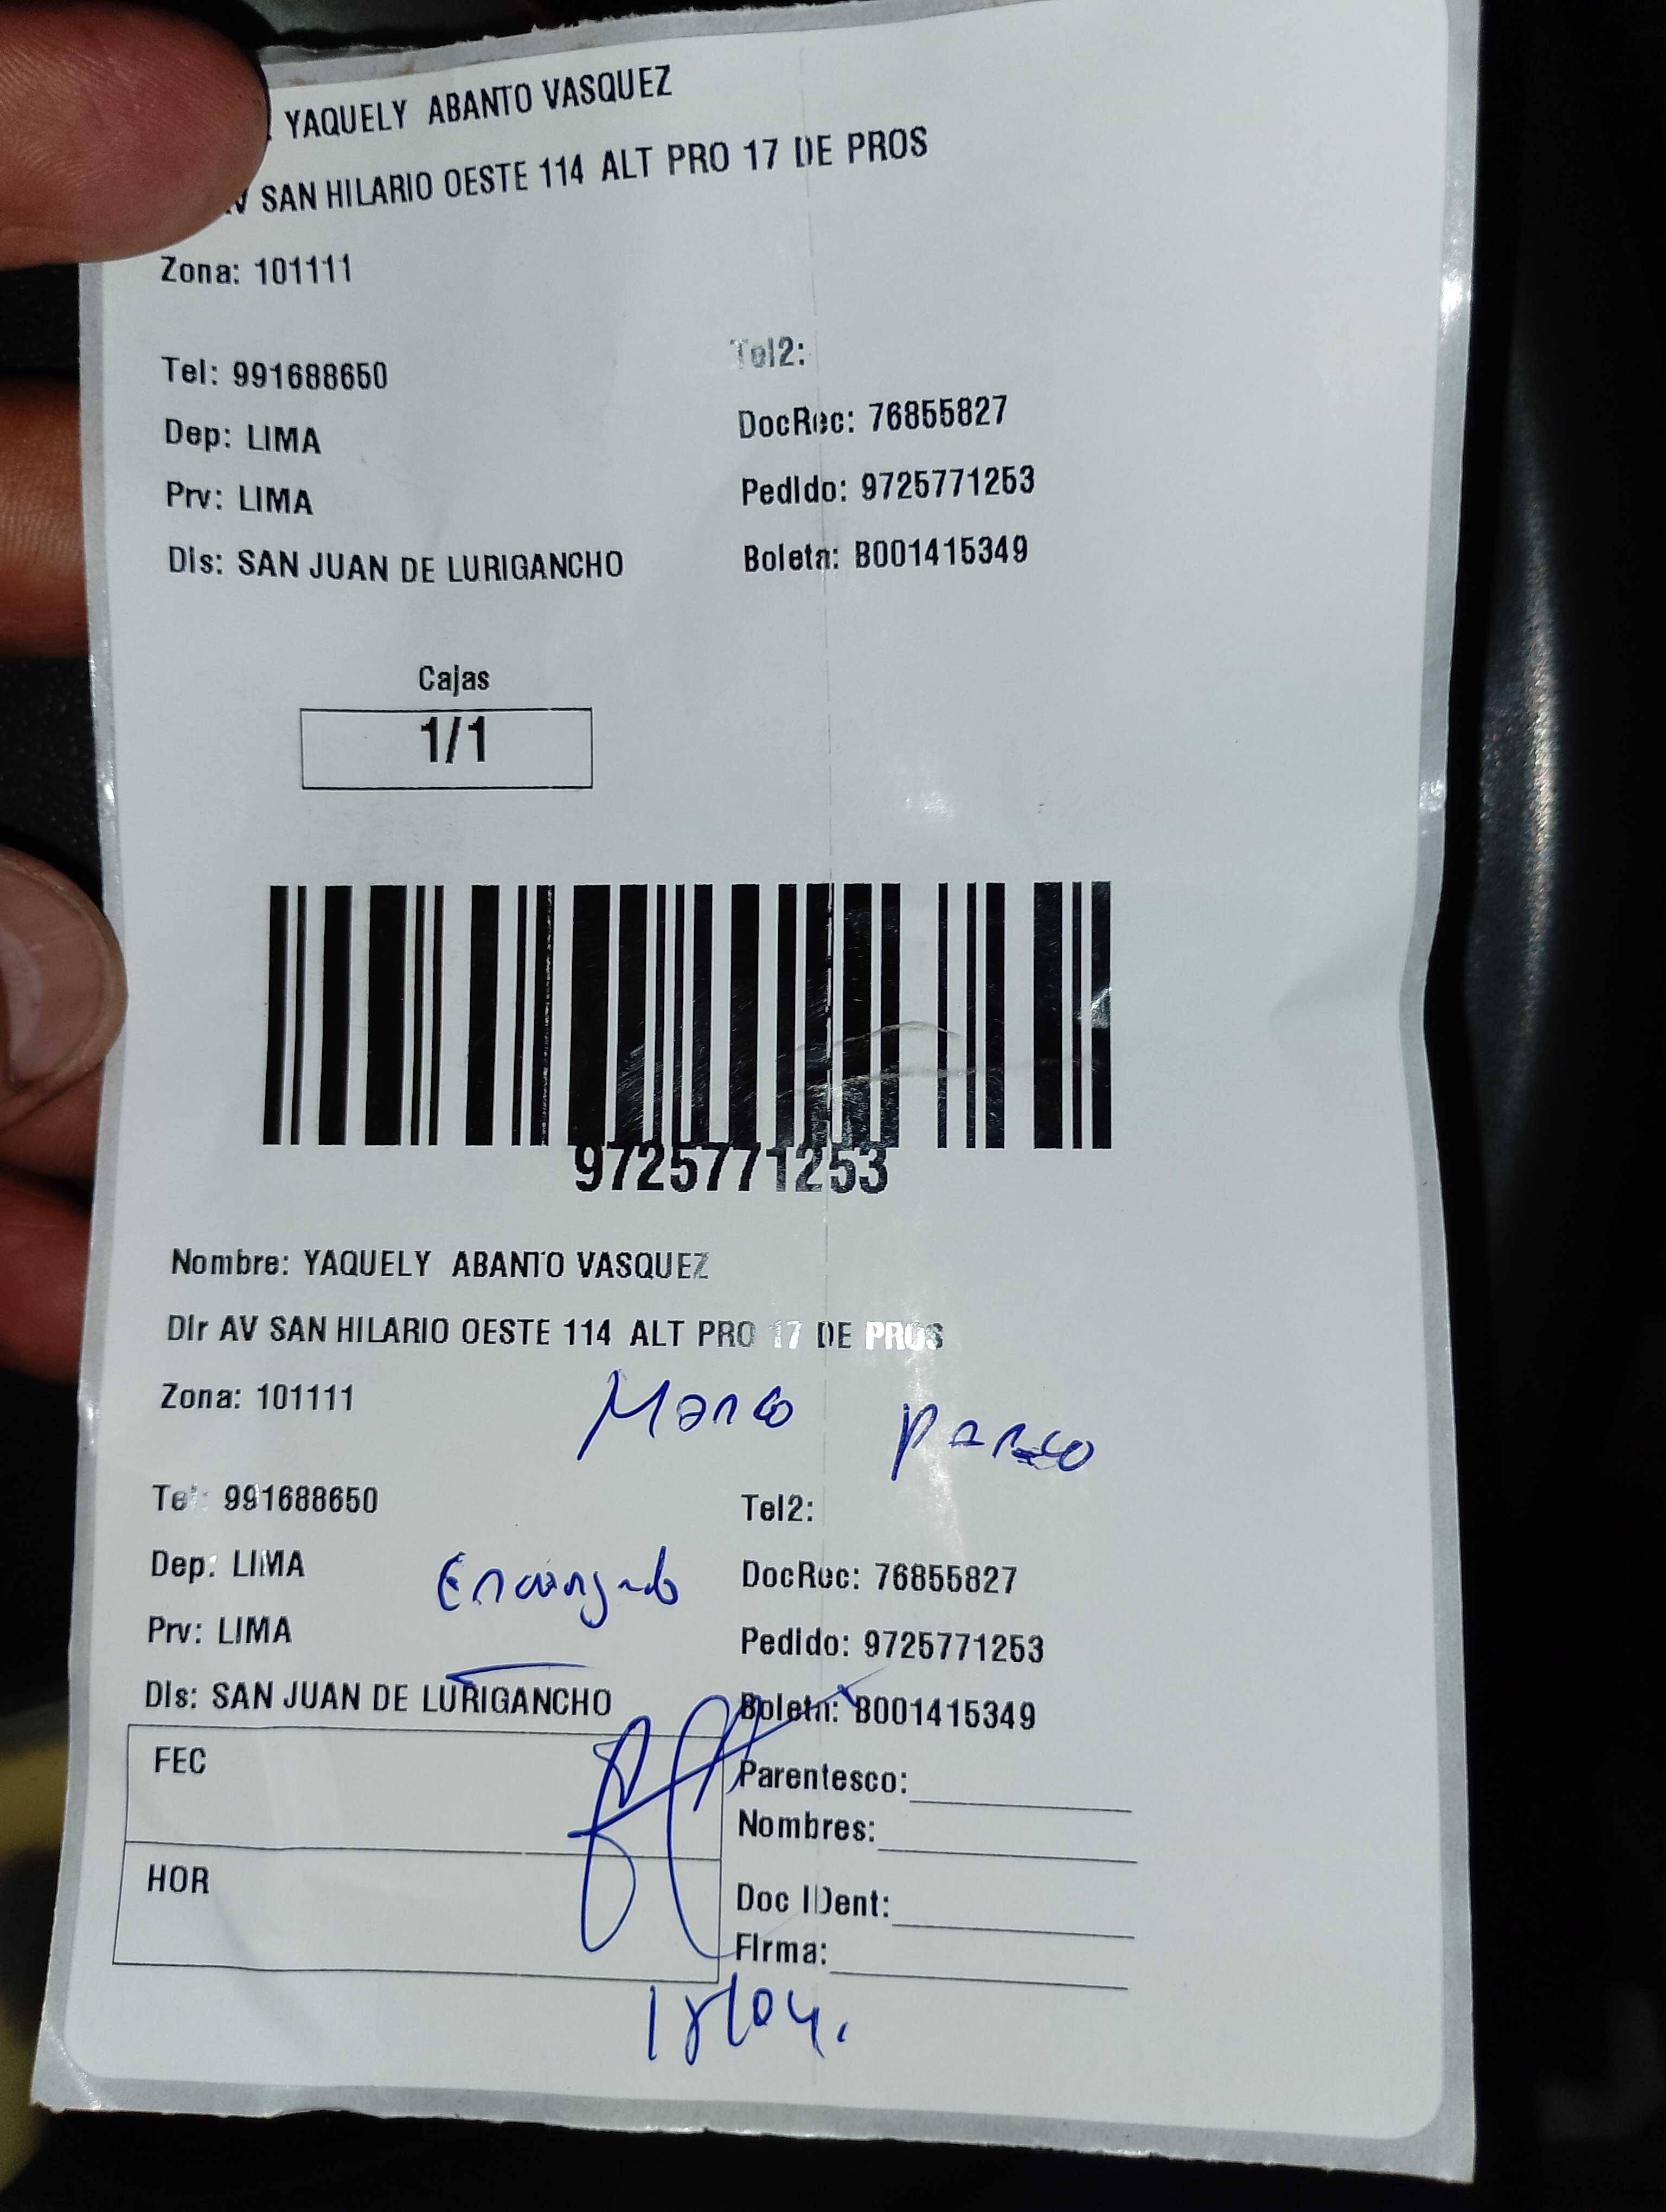 YAQUELY ABANTO VASQUEZ
AV SAN HILARIO OESTE 114 ALT PRO 17 DE PROS
Zona: 101111
Tel: 991688650
Tel2:
Dep: LIMA
DocRec: 76855827
Prv: LIMA
Pedido: 9725771253
Dis: SAN JUAN DE LURIGANCHO
Boleta: B001415349
Cajas
1/1
9725771253
Nombre: YAQUELY ABANTO VASQUEZ
Dir AV SAN HILARIO OESTE 114 ALT PRO 17 DE PROS
Zona: 101111
Marco
Tel: 991688650
Tel2:
Dep: LIMA
Encargado
DocRec: 76855827
Prv: LIMA
Pedido: 9725771253
Dis: SAN JUAN DE LURIGANCHO
Boleta: B001415349
FEC
Parentesco:
Nombres:
HOR
Doc IDent:
Firma:
18/04.